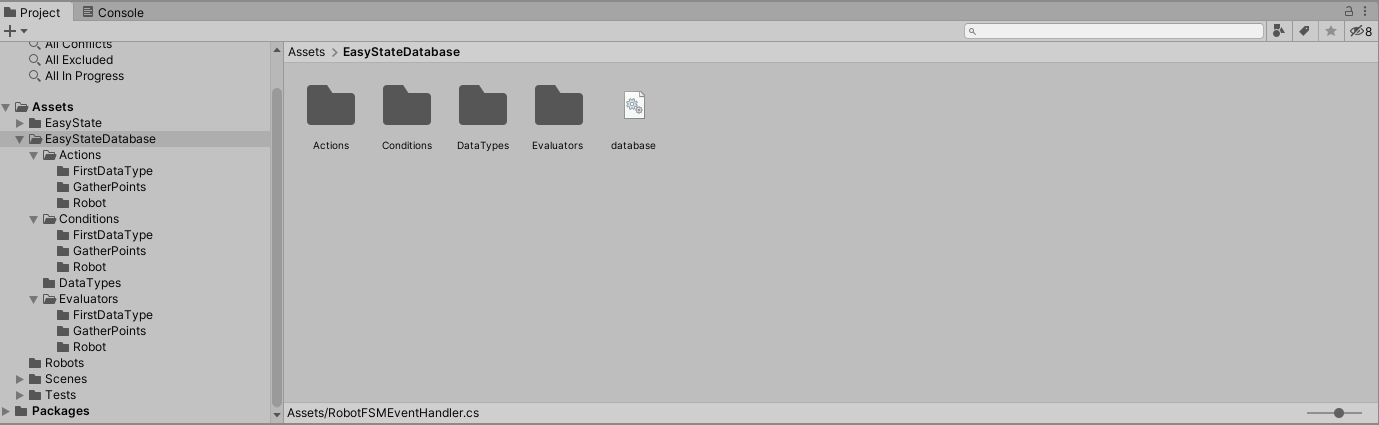 Project Console
8
All Conflicts
All Excluded
All In Progress
Assets
EasyState
EasyStateDatabase
Actions
FirstDataType
GatherPoints
Robot
Conditions
FirstDataType
GatherPoints
Robot
DataTypes
Evaluators
FirstDataType
GatherPoints
Robot
Robots
Scenes
Tests
Packages
Assets > EasyStateDatabase
Actions Conditions DataTypes Evaluators database
Assets/RobotFSMEventHandler.cs